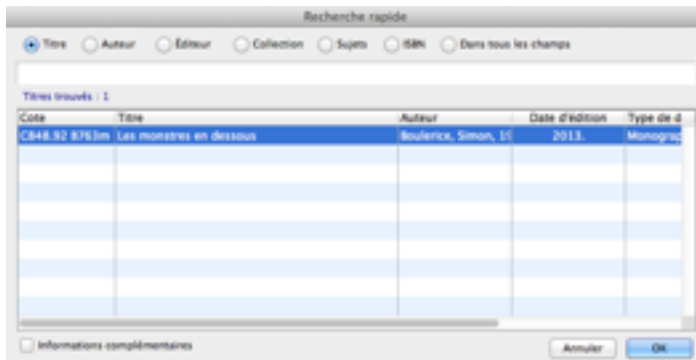 Recherche rapide
Titre Auteur Éditeur Collection Sujets ISBN Dans tous les champs
Titres trouvés : 1
Cote Titre Auteur Date d'édition Type de d
C848.92 B763m Les monstres en dessous Boulerice, Simon, 19 2013. Monograp
Informations complémentaires Annuler OK